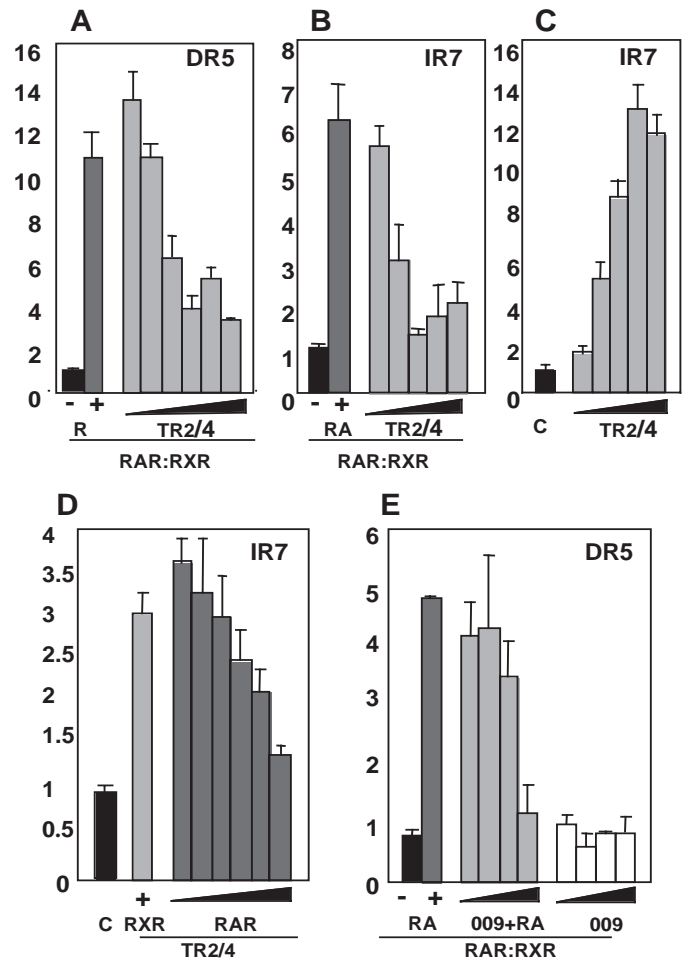 A
DR5
16
14
12
10
8
6
4
2
0
- +
R TR2/4
RAR:RXR
B
IR7
8
7
6
5
4
3
2
1
0
- +
RA TR2/4
RAR:RXR
C
IR7
16
14
12
10
8
6
4
2
0
C TR2/4
D
IR7
4
3.5
3
2.5
2
1.5
1
0.5
0
+
C RXR RAR
TR2/4
E
DR5
6
5
4
3
2
1
0
- +
RA 009+RA 009
RAR:RXR